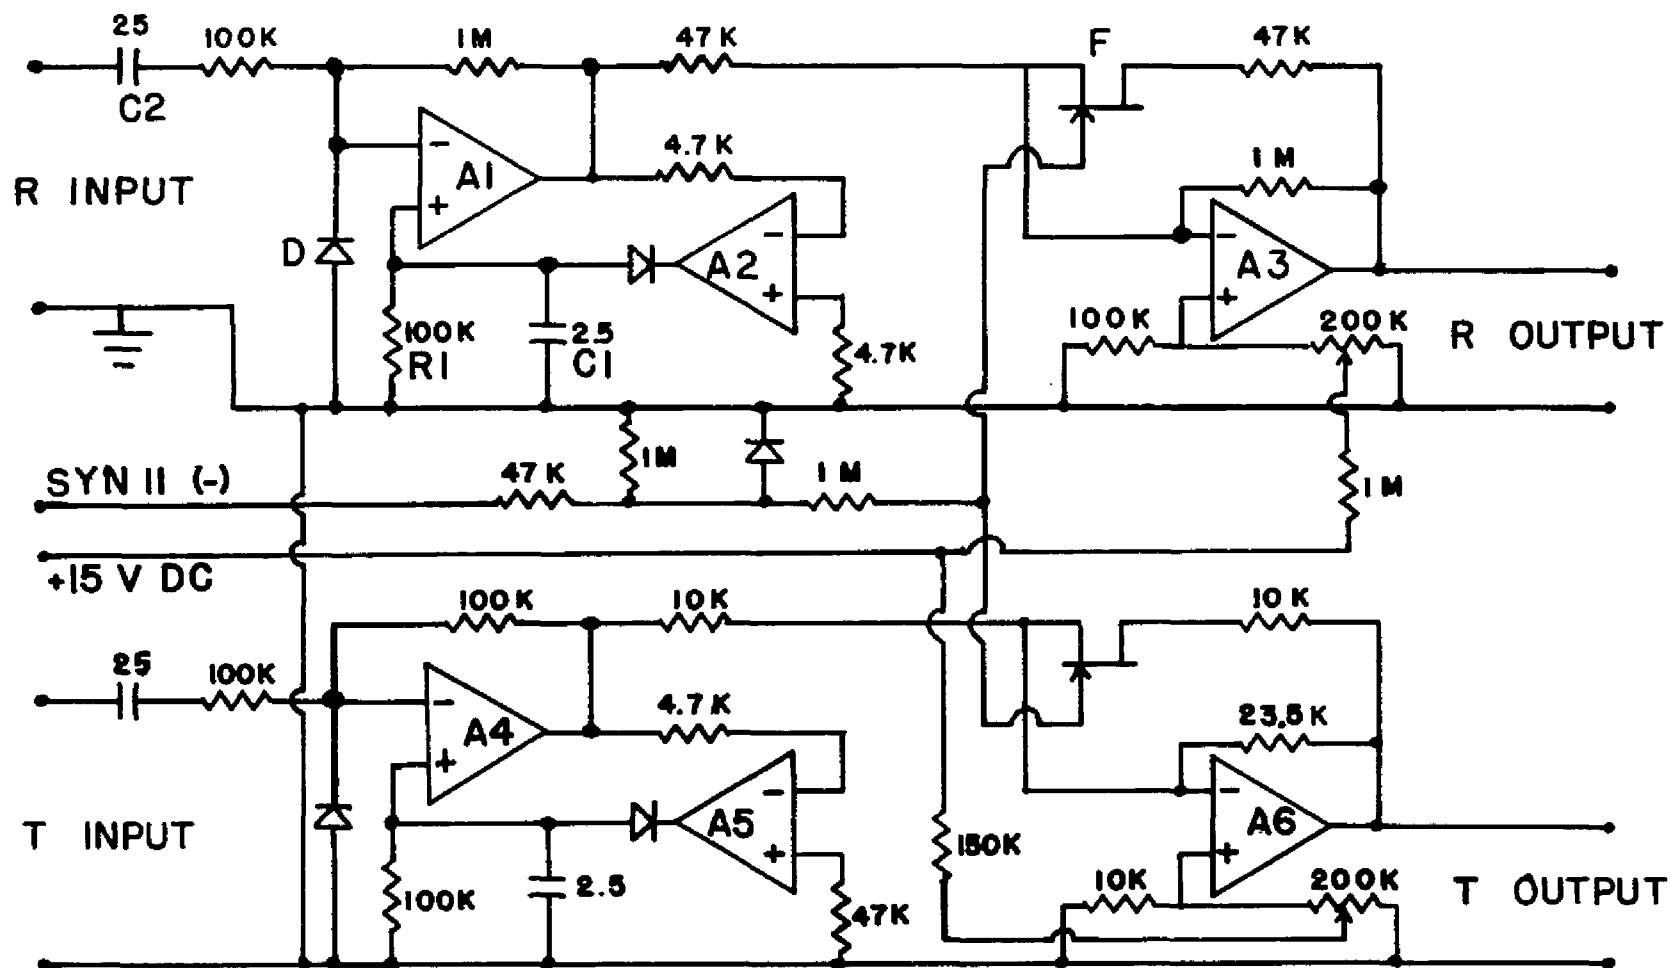 25
100K
1M
47K
F
47K
C2
R INPUT
A1
-
+
4.7K
1M
D
A2
-
+
A3
-
+
100K
R1
2.5
C1
4.7K
100K
200K
R OUTPUT
SYN II (-)
47K
1M
1M
1M
+15 V DC
100K
10K
10K
25
100K
A4
-
+
4.7K
23.5K
T INPUT
A5
-
+
A6
-
+
150K
100K
2.5
47K
10K
200K
T OUTPUT